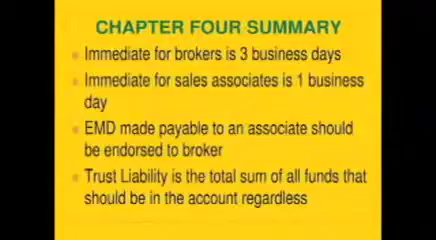 CHAPTER FOUR SUMMARY
Immediate for brokers is 3 business days
Immediate for sales associates is 1 business
day
EMD made payable to an associate should
be endorsed to broker
Trust Liability is the total sum of all funds that
should be in the account regardless